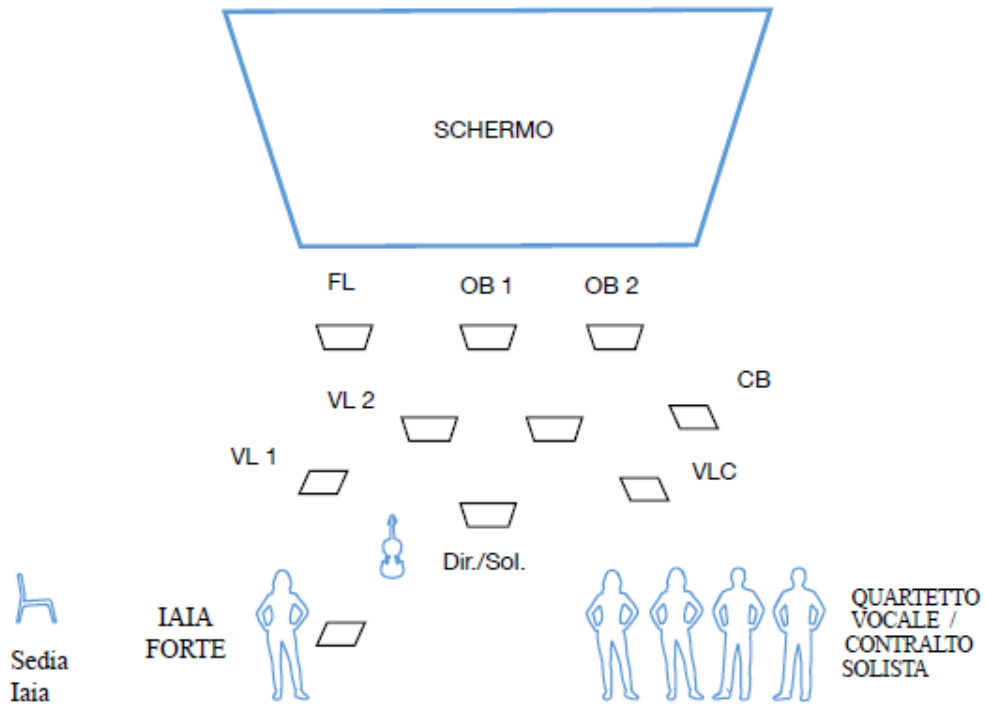 SCHERMO
FL
OB 1
OB 2
CB
VL 2
VL 1
VLC
Dir./Sol.
IAIA
FORTE
QUARTETTO
VOCALE /
CONTRALTO
SOLISTA
Sedia
Iaia